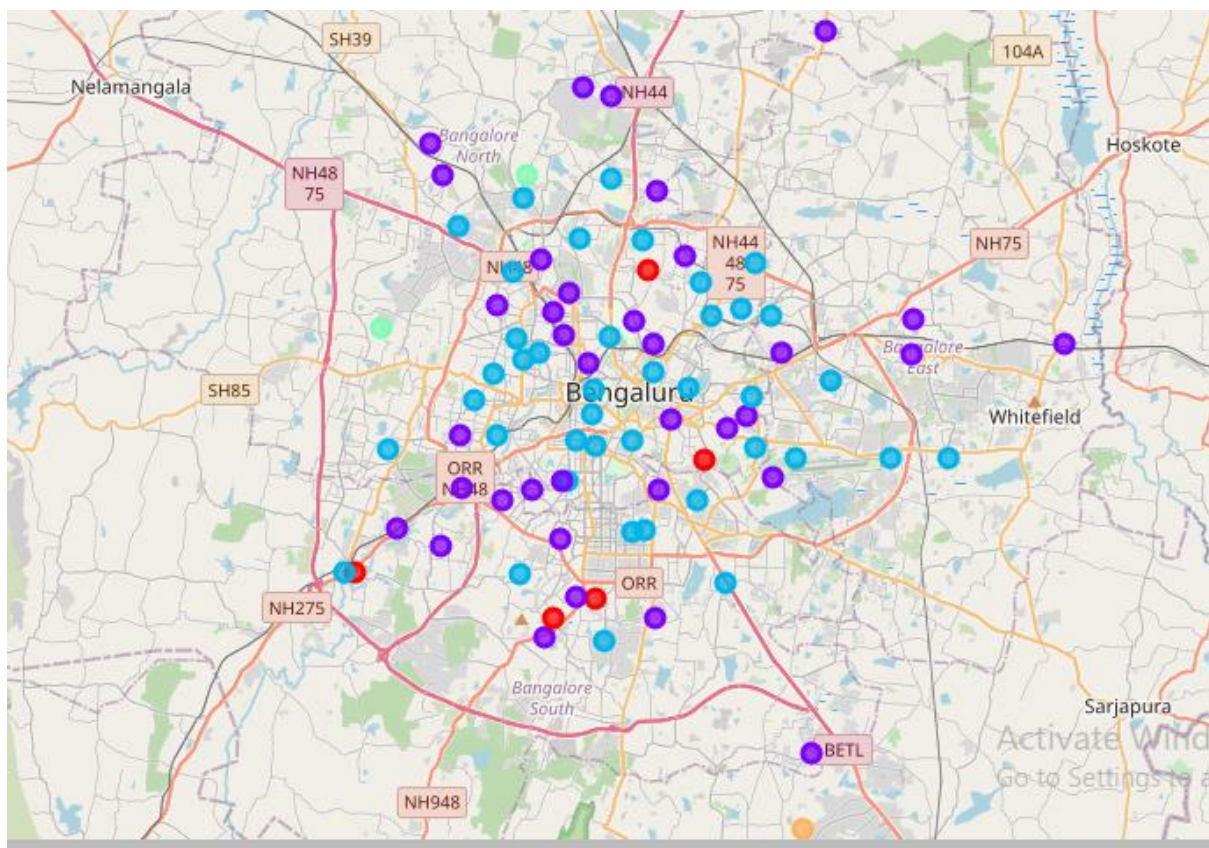 SH39
104A
Nelamangala
NH44
Bangalore
North
Hoskote
NH48
75
NH44
48
75
NH75
NH48
Bangalore
East
SH85
Bengaluru
Whitefield
ORR
NH48
ORR
NH275
Bangalore
South
Sarjapura
Activate Wind
Go to Settings to a
BETL
NH948